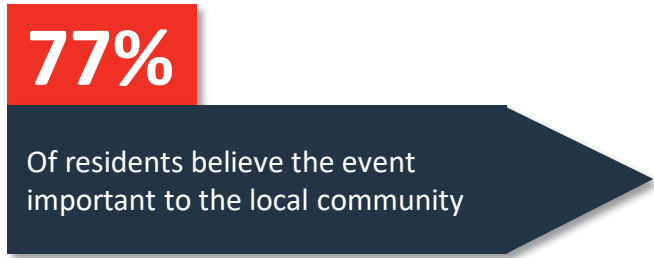 77%
Of residents believe the event
important to the local community